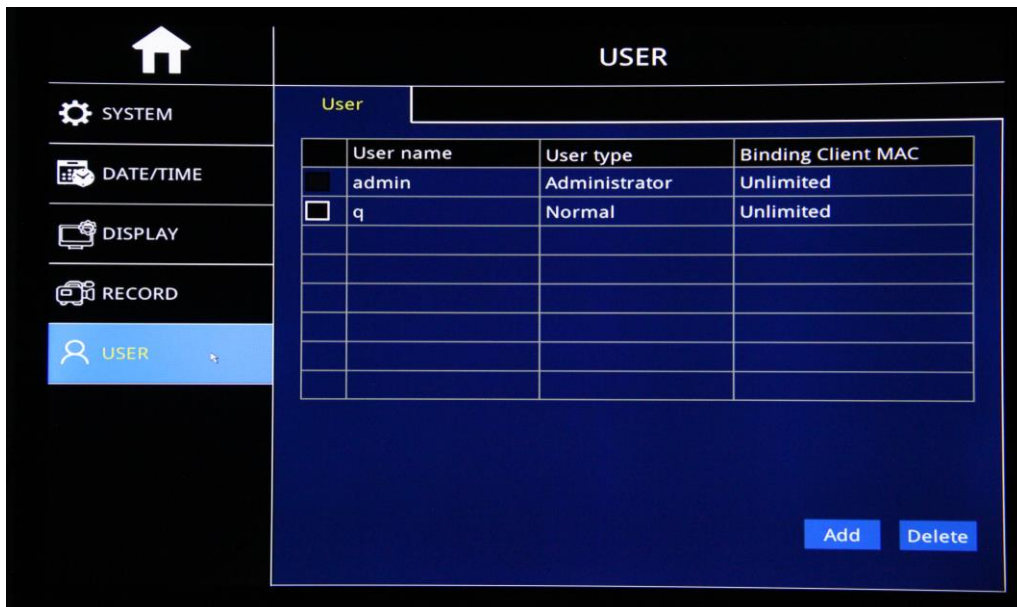 USER
SYSTEM
DATE/TIME
DISPLAY
RECORD
USER
User
User name User type Binding Client MAC
admin Administrator Unlimited
q Normal Unlimited
Add Delete